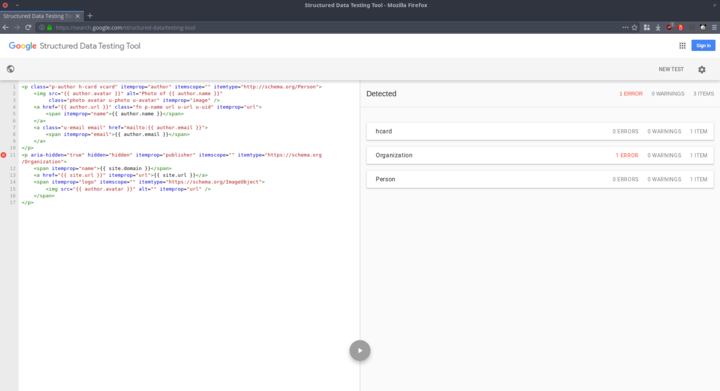 Structured Data Testing Tool - Mozilla Firefox
Structured Data Testing To
https://search.google.com/structured-data/testing-tool
Google Structured Data Testing Tool
Sign in
NEW TEST
1 <p class="p-author h-card vcard" itemprop="author" itemscope="" itemtype="http://schema.org/Person">
2 <img src="{{ author.avatar }}" alt="Photo of {{ author.name }}"
3 class="photo avatar u-photo u-avatar" itemprop="image" />
4 <a href="{{ author.url }}" class="fn p-name url u-url u-uid" itemprop="url">
5 <span itemprop="name">{{ author.name }}</span>
6 </a>
7 <a class="u-email email" href="mailto:{{ author.email }}">
8 <span itemprop="email">{{ author.email }}</span>
9 </a>
10 </p>
11 <p aria-hidden="true" hidden="hidden" itemprop="publisher" itemscope="" itemtype="https://schema.org
/Organization">
12 <span itemprop="name">{{ site.domain }}</span>
13 <a href="{{ site.url }}" itemprop="url">{{ site.url }}</a>
14 <span itemprop="logo" itemscope="" itemtype="https://schema.org/ImageObject">
15 <img src="{{ author.avatar }}" alt="" itemprop="url" />
16 </span>
17 </p>
Detected
1 ERROR 0 WARNINGS 3 ITEMS
hcard 0 ERRORS 0 WARNINGS 1 ITEM
Organization 1 ERROR 0 WARNINGS 1 ITEM
Person 0 ERRORS 0 WARNINGS 1 ITEM